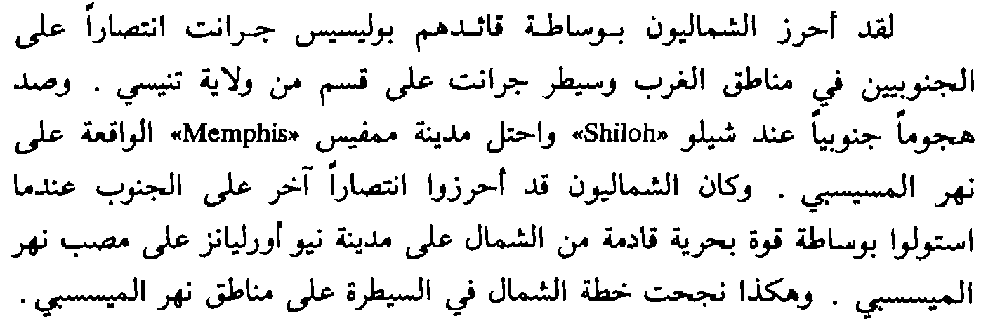 لقد أحرز الشماليون بـوساطـة قائـدهم بوليسيس جـرانت انتصاراً على
الجنوبيين في مناطق الغرب وسيطر جرانت على قسم من ولاية تنيسي . وصد
هجوماً جنوبياً عند شيلو «Shiloh» واحتل مدينة ممفيس «Memphis» الواقعة على
نهر المسيسبي . وكان الشماليون قد أحرزوا انتصاراً آخر على الجنوب عندما
استولوا بوساطة قوة بحرية قادمة من الشمال على مدينة نيو أورليانز على مصب نهر
الميسسبي . وهكذا نجحت خطة الشمال في السيطرة على مناطق نهر الميسسبي .